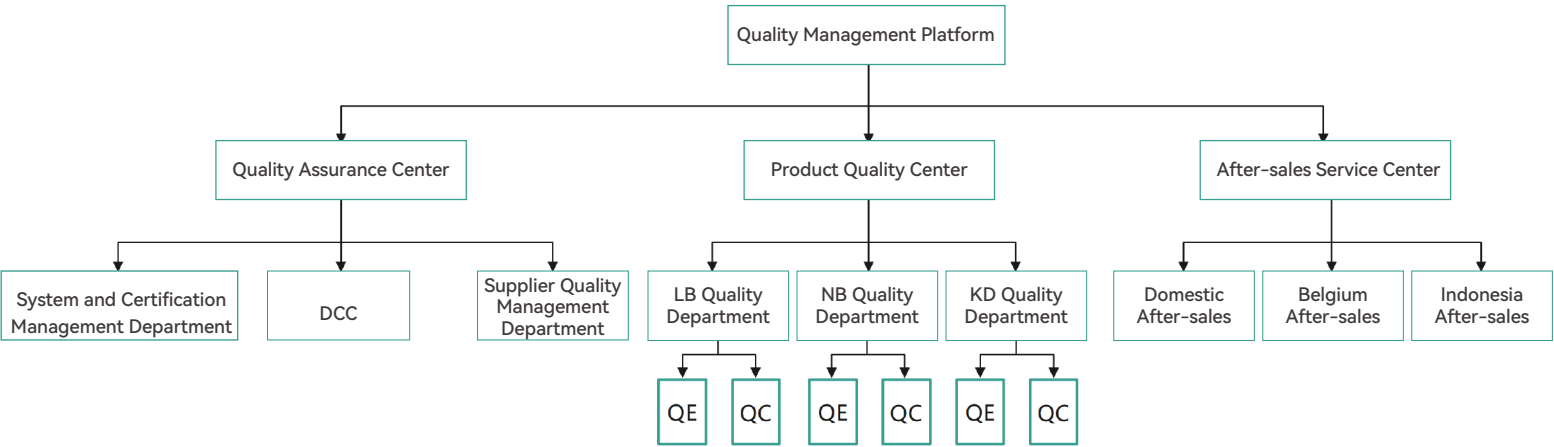 Quality Management Platform
Quality Assurance Center
Product Quality Center
After-sales Service Center
System and Certification
Management Department
DCC
Supplier Quality
Management
Department
LB Quality
Department
NB Quality
Department
KD Quality
Department
Domestic
After-sales
Belgium
After-sales
Indonesia
After-sales
QE
QC
QE
QC
QE
QC